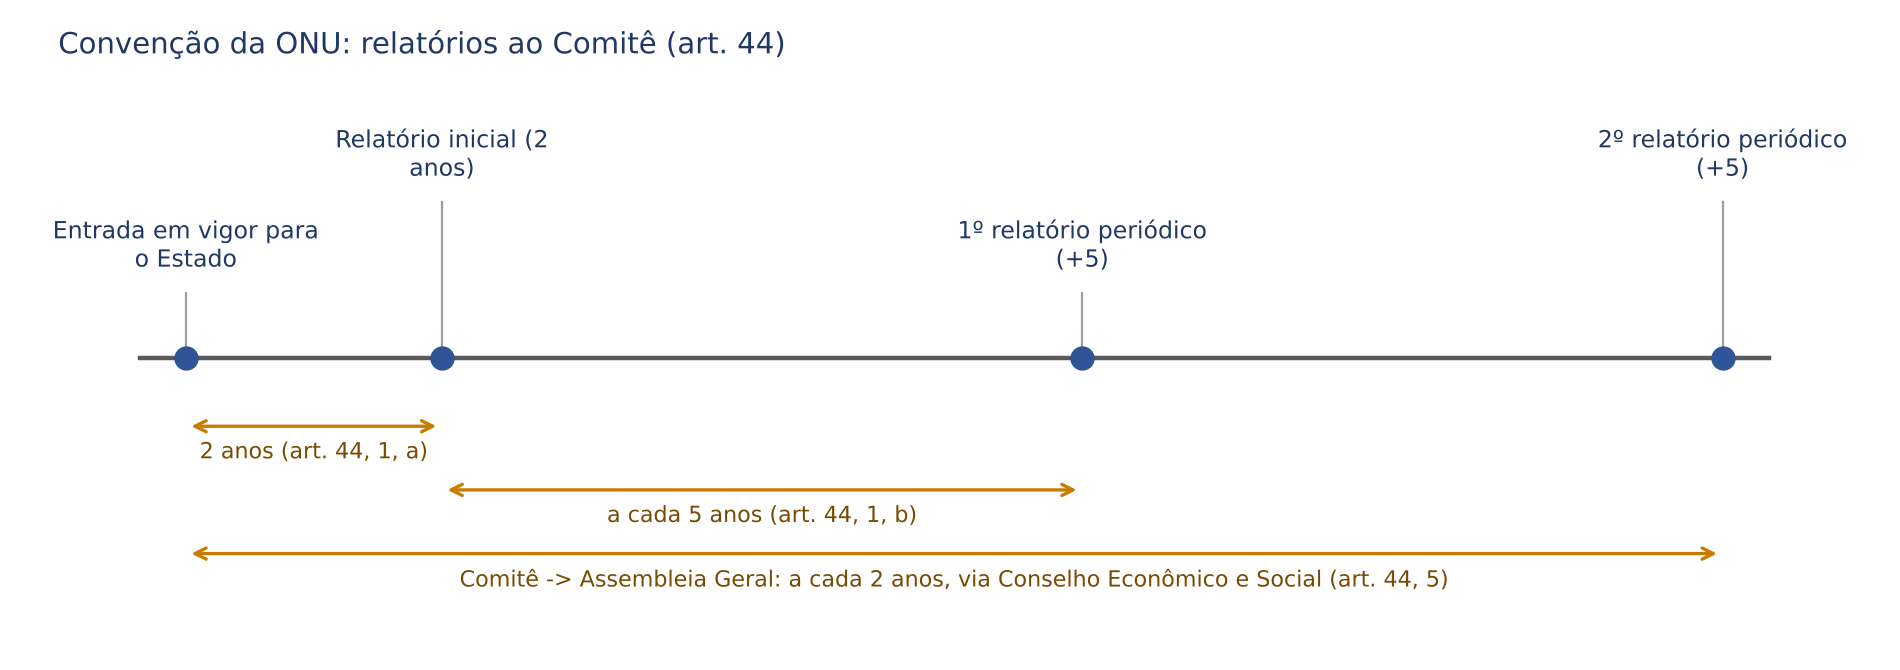 Convenção da ONU: relatórios ao Comitê (art. 44)
Relatório inicial (2
anos)
2º relatório periódico
(+5)
Entrada em vigor para
o Estado
1º relatório periódico
(+5)
2 anos (art. 44, 1, a)
a cada 5 anos (art. 44, 1, b)
Comitê -> Assembleia Geral: a cada 2 anos, via Conselho Econômico e Social (art. 44, 5)